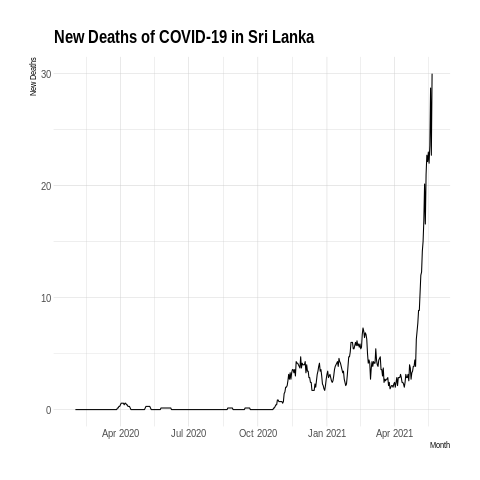 New Deaths of COVID-19 in Sri Lanka
New Deaths
30
20
10
0
Apr 2020 Jul 2020 Oct 2020 Jan 2021 Apr 2021
Month